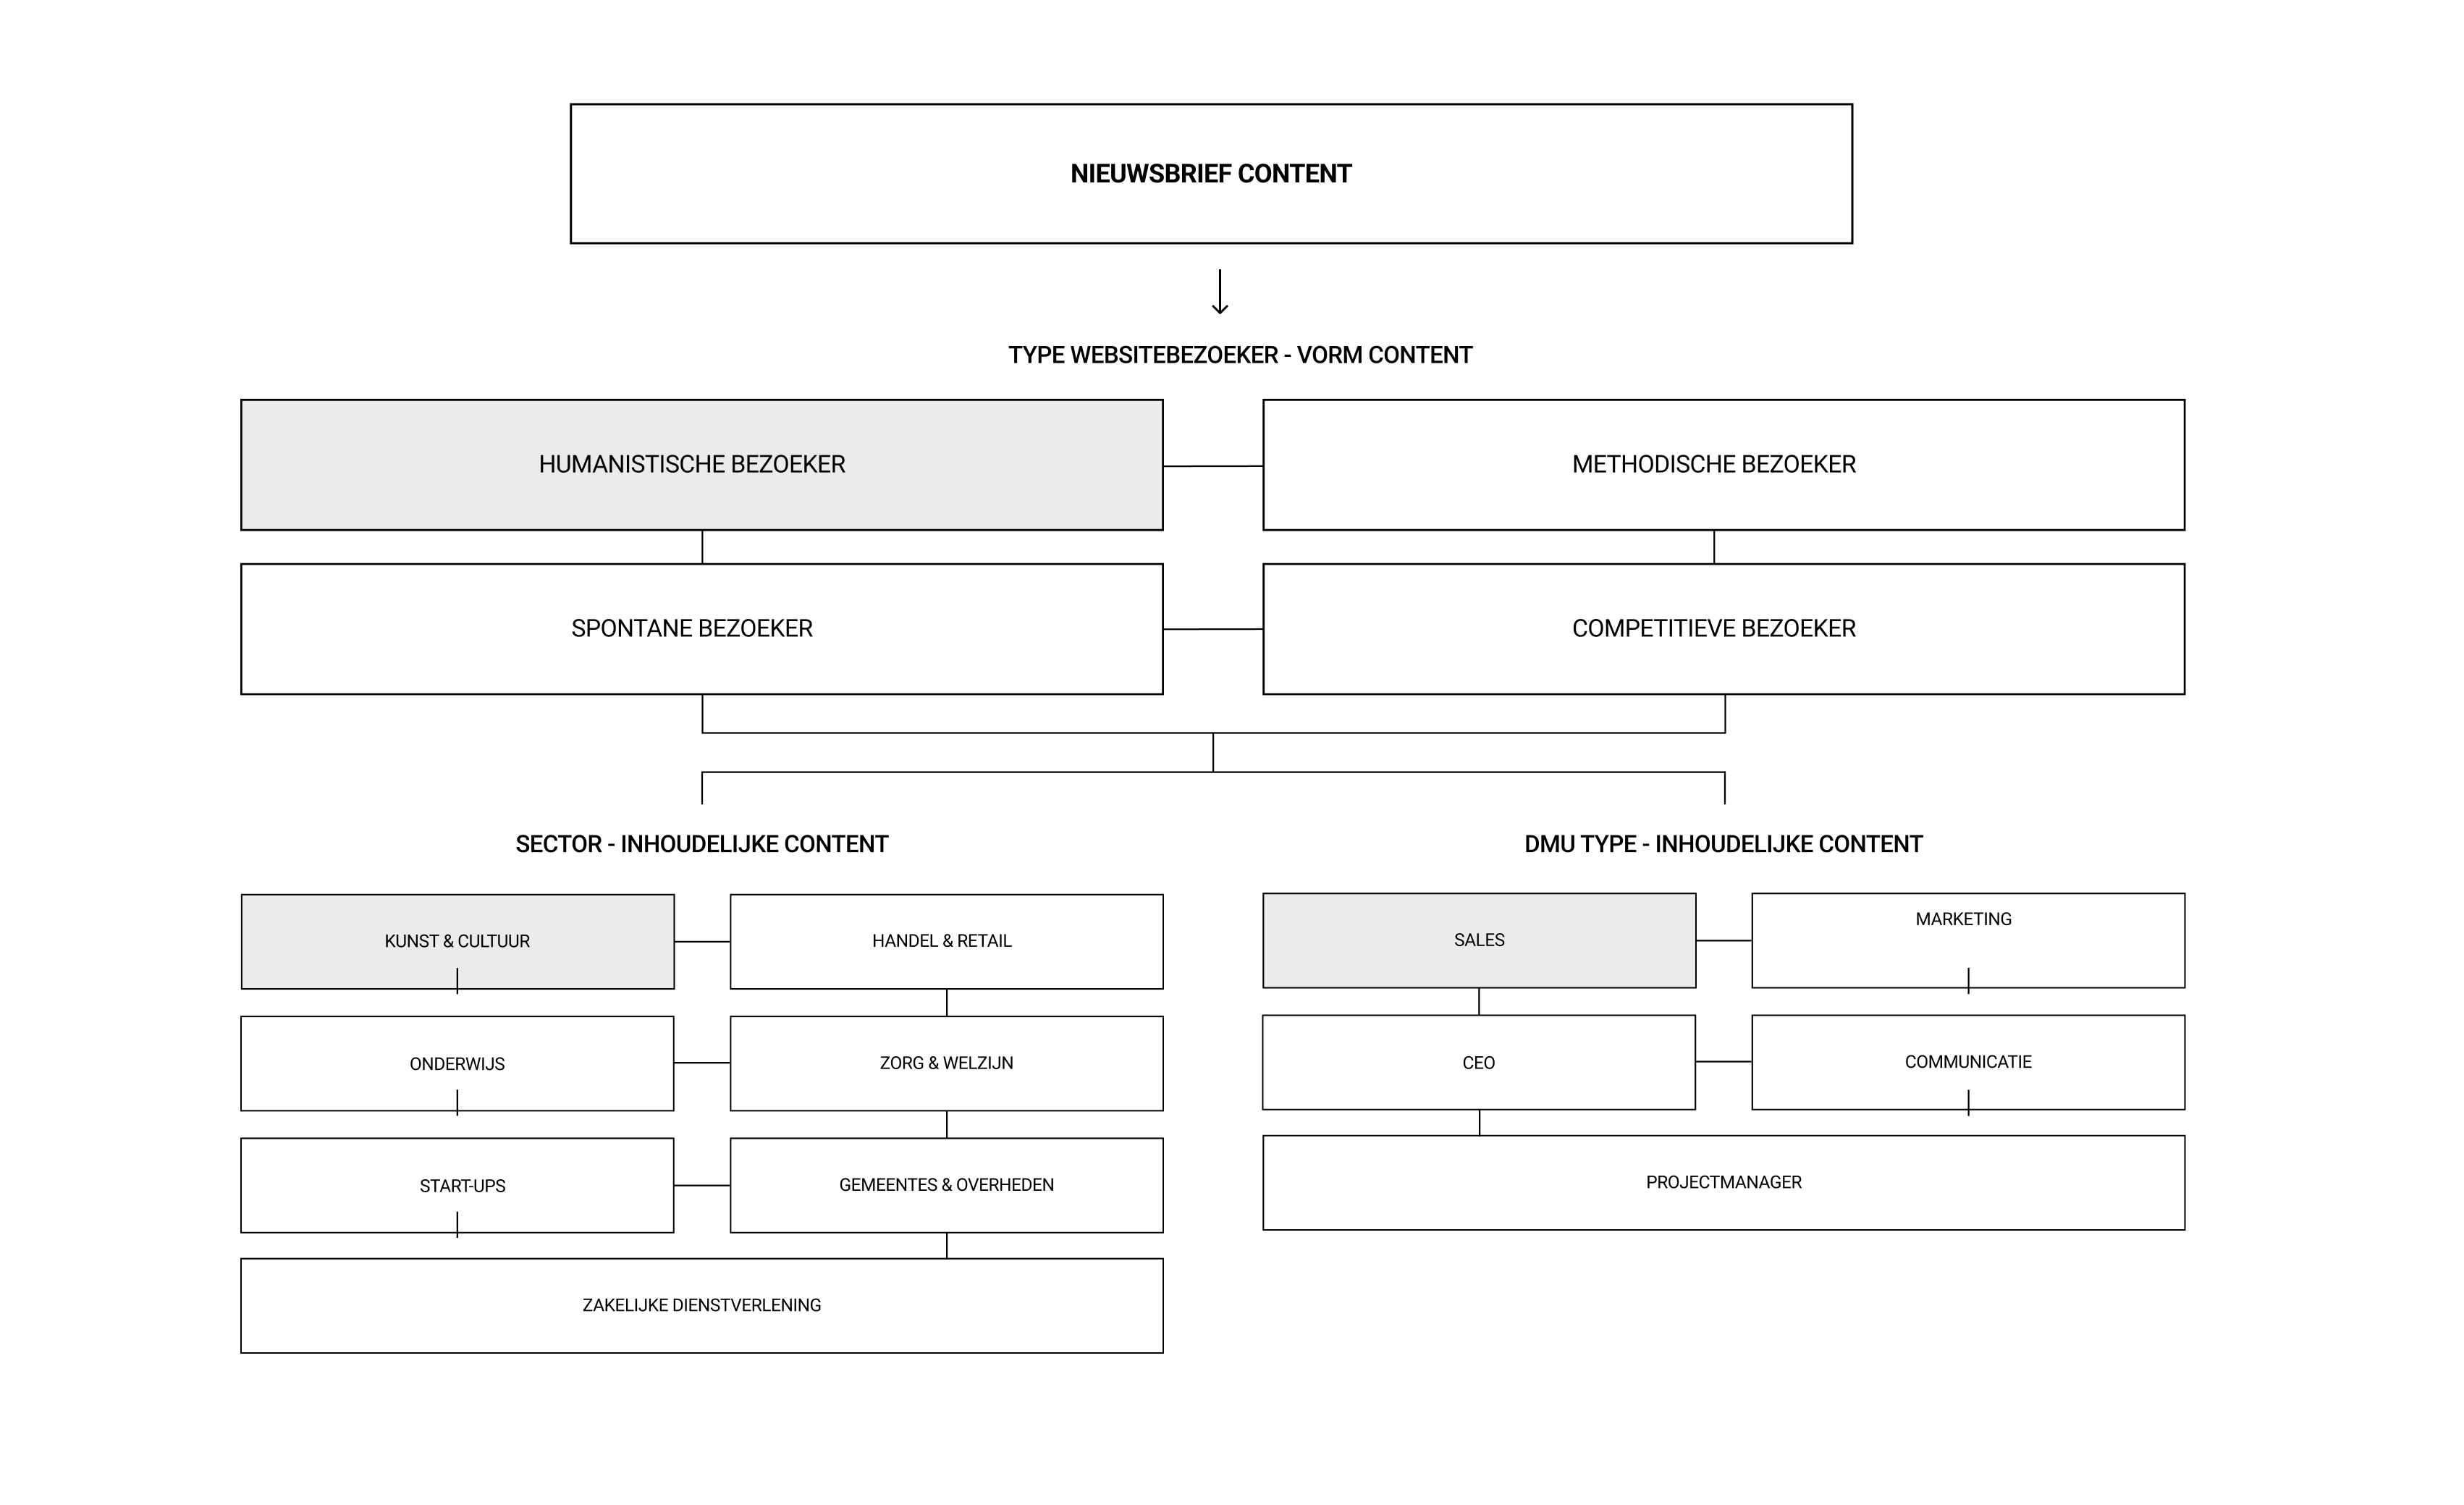 NIEUWSBRIEF CONTENT
TYPE WEBSITEBEZOEKER - VORM CONTENT
HUMANISTISCHE BEZOEKER
METHODISCHE BEZOEKER
SPONTANE BEZOEKER
COMPETITIEVE BEZOEKER
SECTOR - INHOUDELIJKE CONTENT
KUNST & CULTUUR
HANDEL & RETAIL
ONDERWIJS
ZORG & WELZIJN
START-UPS
GEMEENTES & OVERHEDEN
ZAKELIJKE DIENSTVERLENING
DMU TYPE - INHOUDELIJKE CONTENT
SALES
MARKETING
CEO
COMMUNICATIE
PROJECTMANAGER